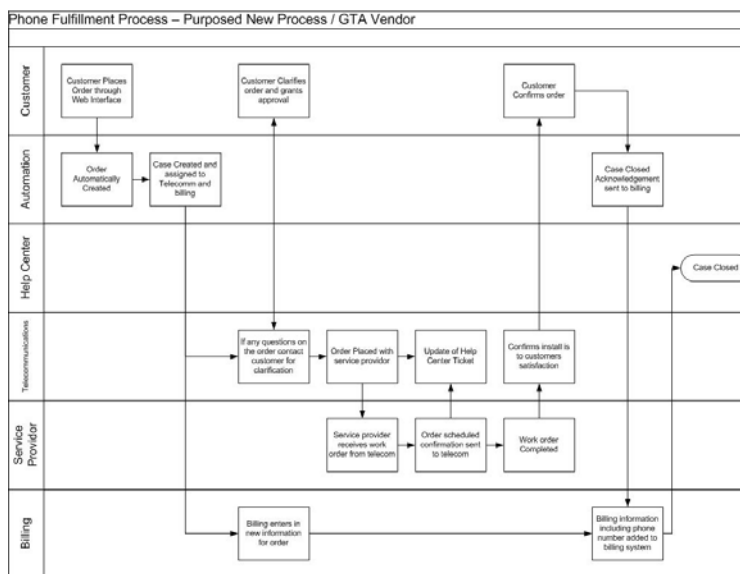 Phone Fulfillment Process – Purposed New Process / GTA Vendor
Customer
Customer Places
Order through
Web Interface
Customer Clarifies
order and grants
approval
Customer
Confirms order
Automation
Order
Automatically
Created
Case Created and
assigned to
Telecomm and
billing
Case Closed
Acknowledgement
sent to billing
Help Center
Case Closed
Telecommunications
If any questions on
the order contact
customer for
clarification
Order Placed with
service providor
Update of Help
Center Ticket
Confirms install is
to customers
satisfaction
Service
Providor
Service provider
receives work
order from telecom
Order scheduled
confirmation sent
to telecom
Work order
Completed
Billing
Billing enters in
new information
for order
Billing information
including phone
number added to
billing system